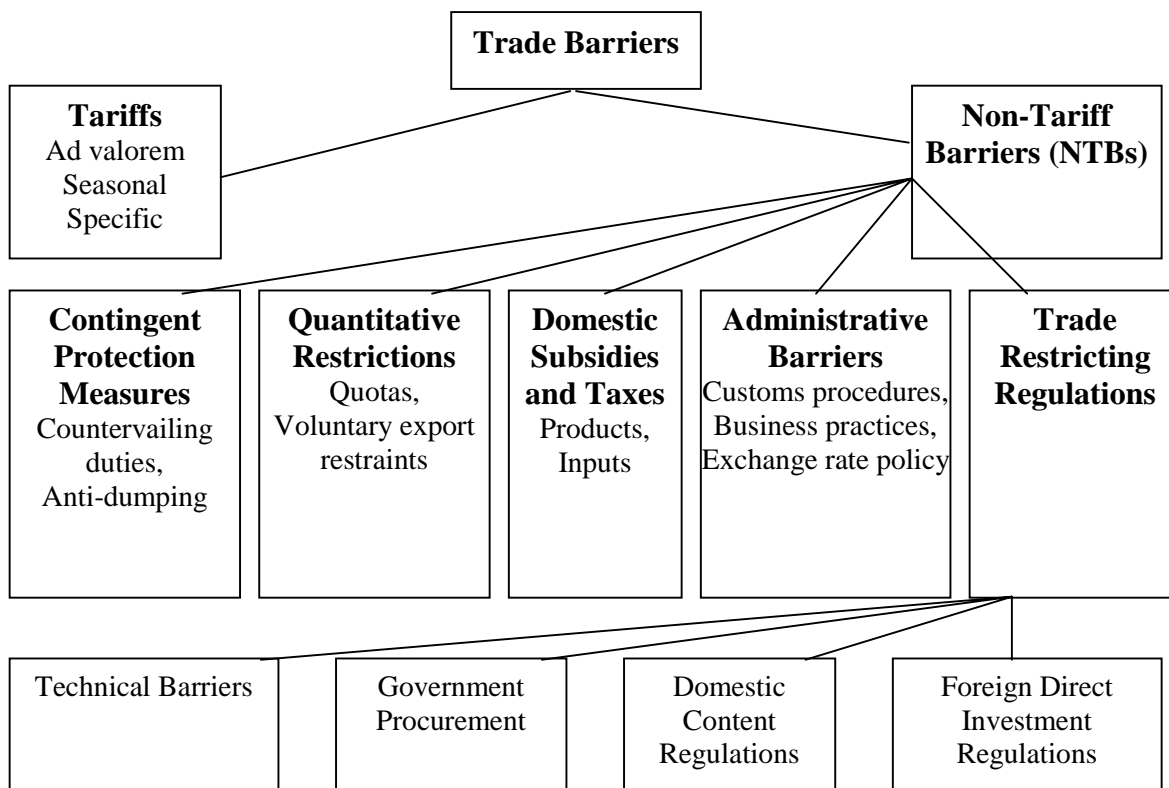 Trade Barriers
Tariffs
Ad valorem
Seasonal
Specific
Non-Tariff
Barriers (NTBs)
Contingent
Protection
Measures
Countervailing
duties,
Anti-dumping
Quantitative
Restrictions
Quotas,
Voluntary export
restraints
Domestic
Subsidies
and Taxes
Products,
Inputs
Administrative
Barriers
Customs procedures,
Business practices,
Exchange rate policy
Trade
Restricting
Regulations
Technical Barriers
Government
Procurement
Domestic
Content
Regulations
Foreign Direct
Investment
Regulations